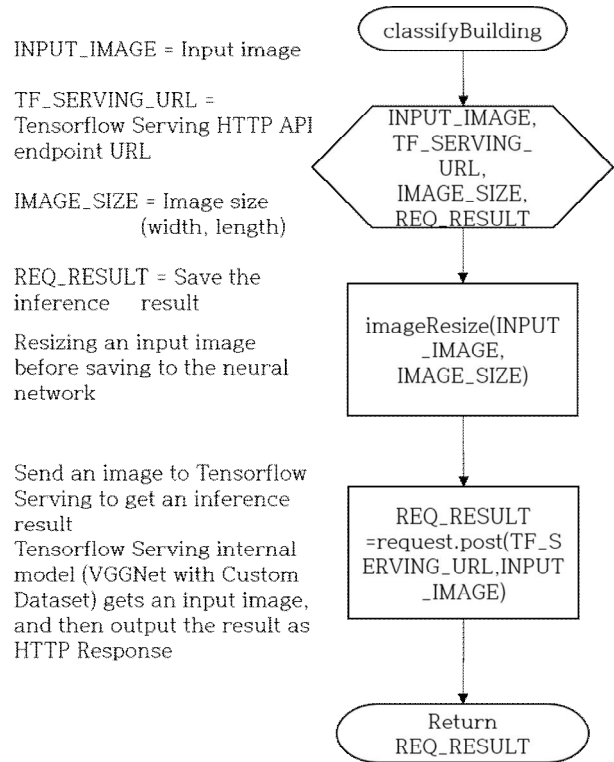 INPUT_IMAGE = Input image
TF_SERVING_URL =
Tensorflow Serving HTTP API
endpoint URL
IMAGE_SIZE = Image size
(width, length)
REQ_RESULT = Save the
inference result
Resizing an input image
before saving to the neural
network
Send an image to Tensorflow
Serving to get an inference
result
Tensorflow Serving internal
model (VGGNet with Custom
Dataset) gets an input image,
and then output the result as
HTTP Response
classifyBuilding
INPUT_IMAGE,
TF_SERVING_
URL,
IMAGE_SIZE,
REQ_RESULT
imageResize(INPUT
_IMAGE,
IMAGE_SIZE)
REQ_RESULT
=request.post(TF_S
ERVING_URL,INPUT
_IMAGE)
Return
REQ_RESULT